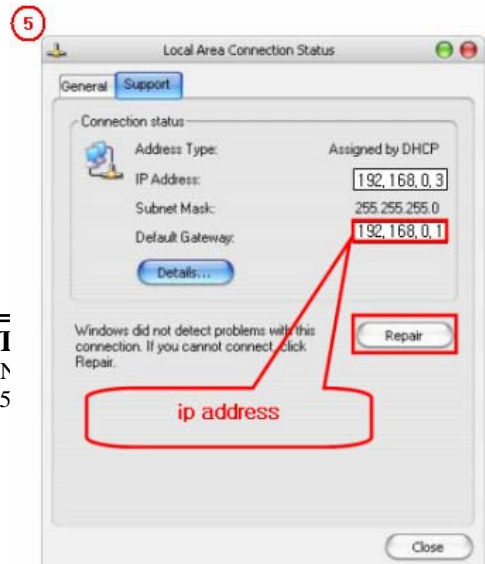 5
Local Area Connection Status
General Support
Connection status
Address Type: Assigned by DHCP
IP Address: 192, 168, 0, 3
Subnet Mask: 255.255.255.0
Default Gateway: 192, 168, 0, 1
Details...
Windows did not detect problems with this
connection. If you cannot connect, click
Repair.
Repair
N
5
ip address
Close